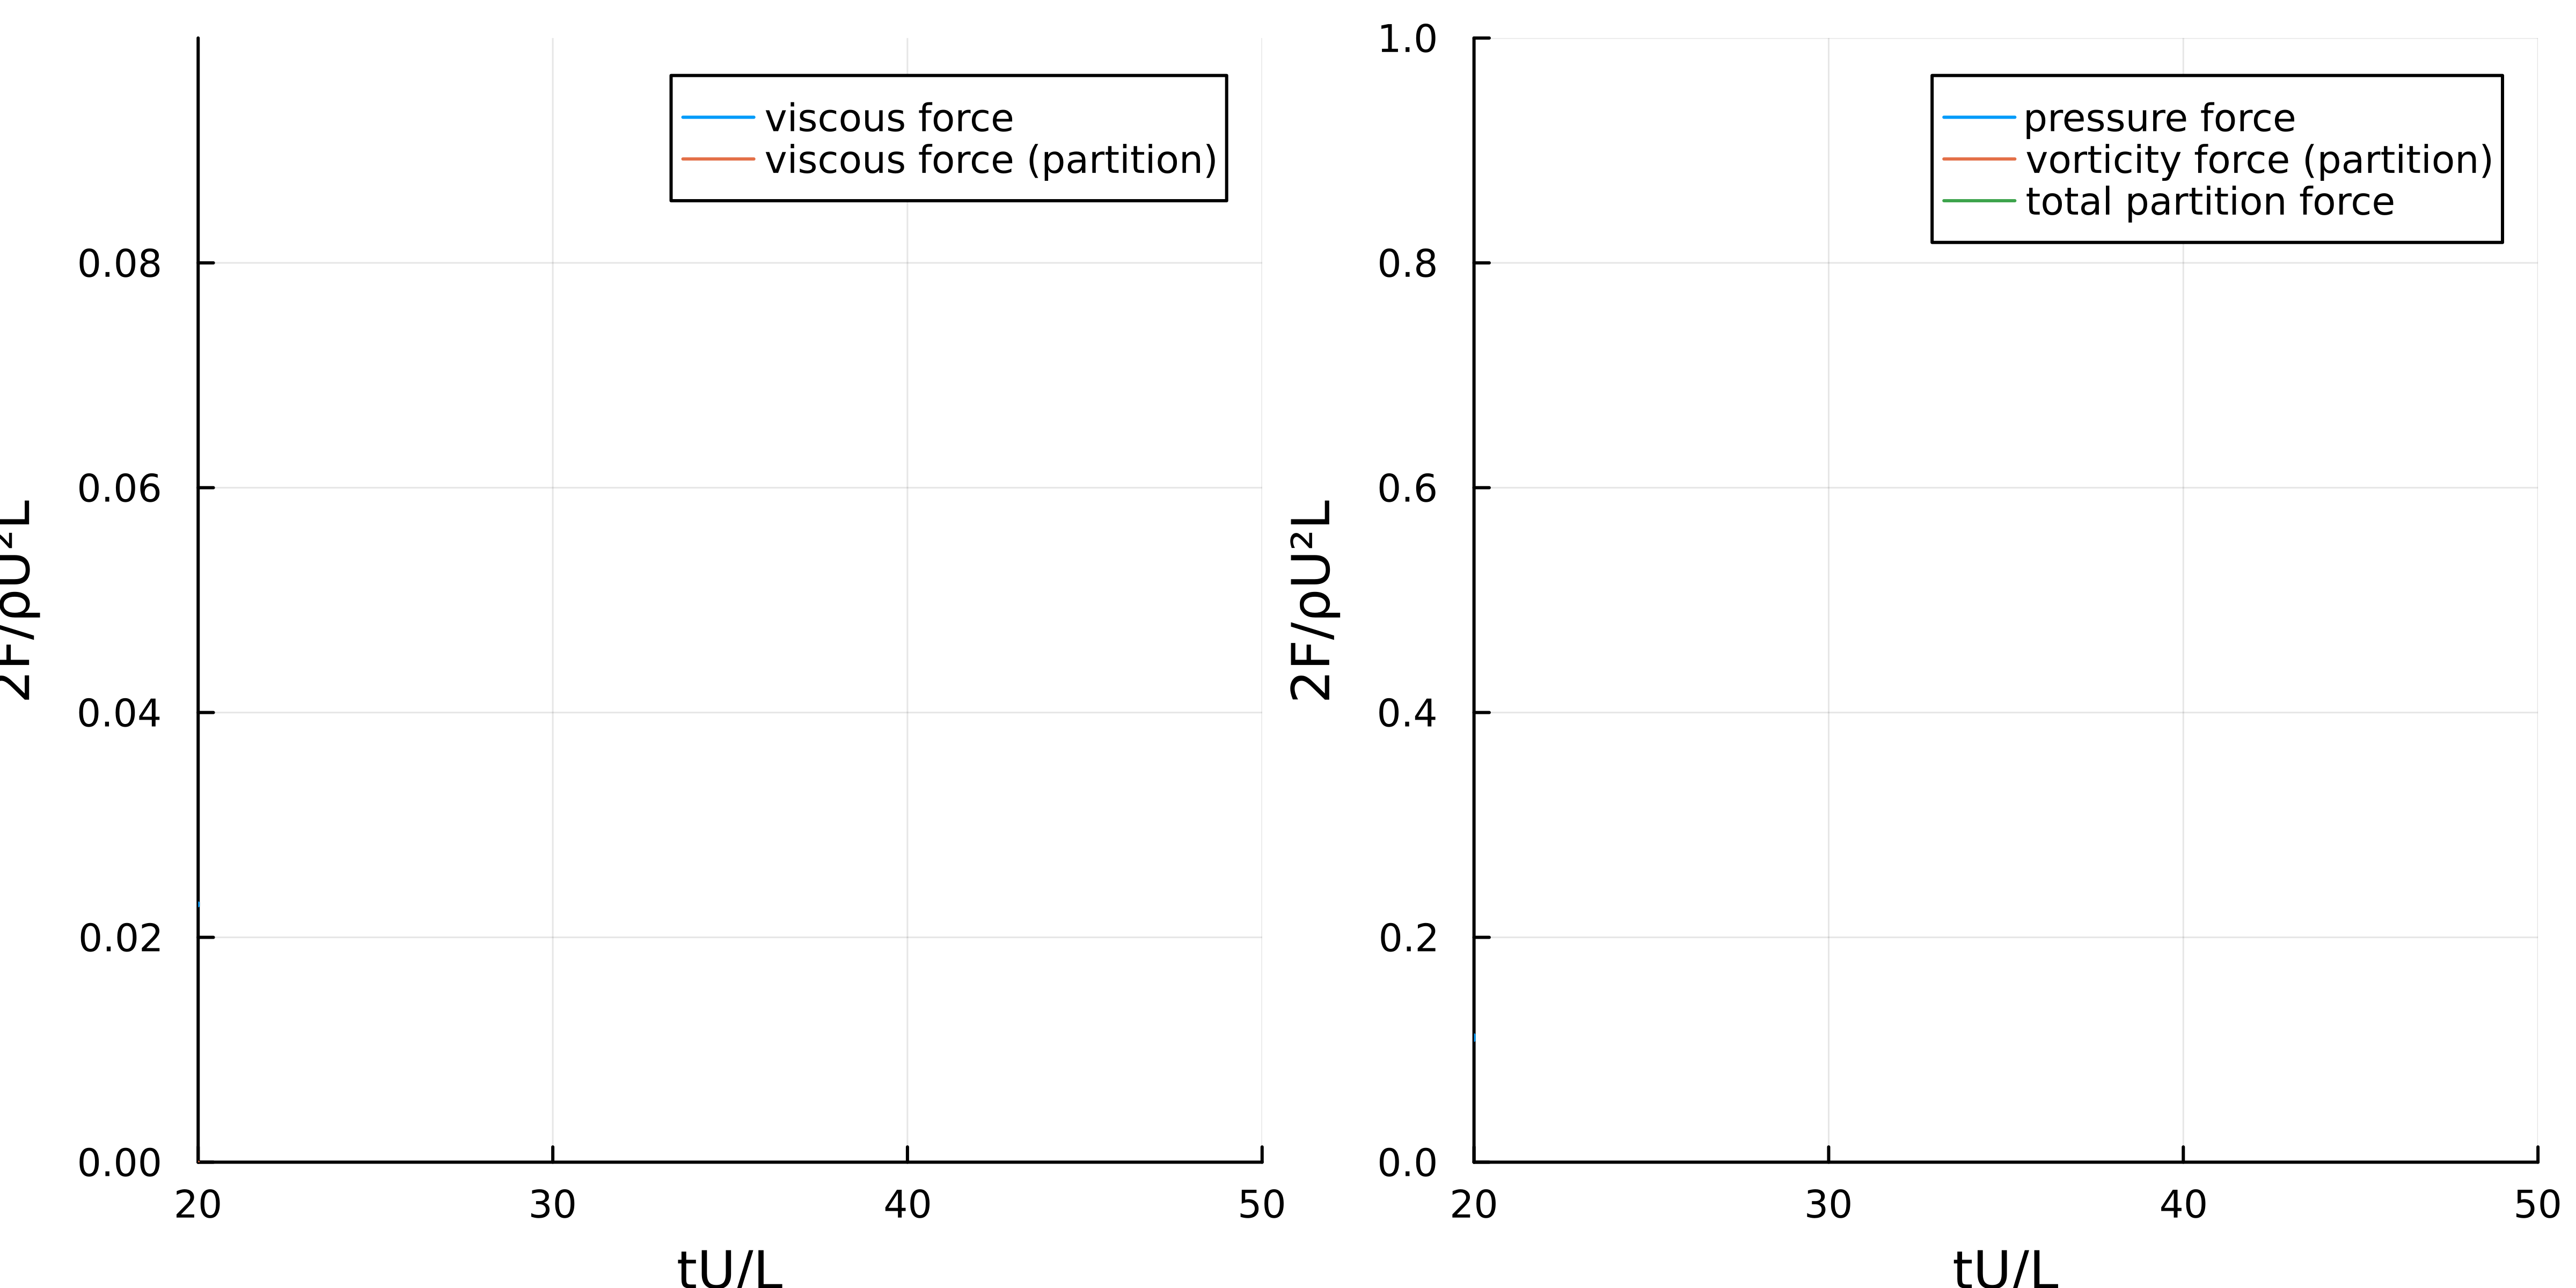 viscous force
viscous force (partition)
0.08
0.06
0.04
0.02
0.00
20 30 40 50
tU/L
2F/ρU²L
pressure force
vorticity force (partition)
total partition force
1.0
0.8
0.6
0.4
0.2
0.0
20 30 40 50
tU/L
2F/ρU²L